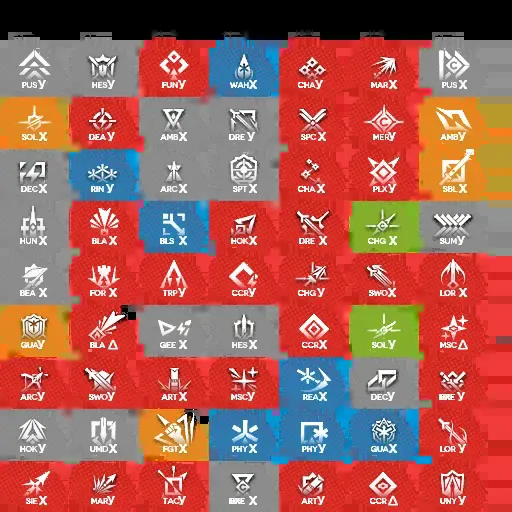 PUS y HES y FUN y WAH X CHA y MAR X PUS X
SOL X DEA y AMB X DRE y SPC X MER y AMB y
DEC X RIN y ARC X SPT X CHA X PLX y SBL X
HUN X BLA X BLS X HOK X DRE X CHG X SUM y
BEA X FOR X TRP y CCR y CHG y SWO X LOR X
GUA y BLA Δ GEE X HES X CCR X SOL y MSC Δ
ARC y SWO y ART X MSC y REA X DEC y BRE y
HOK y UMD X FGT X PHY X PHY y GUA X LOR y
SIE X MAR y TAC y BRE X ART y CCR Δ UNY y